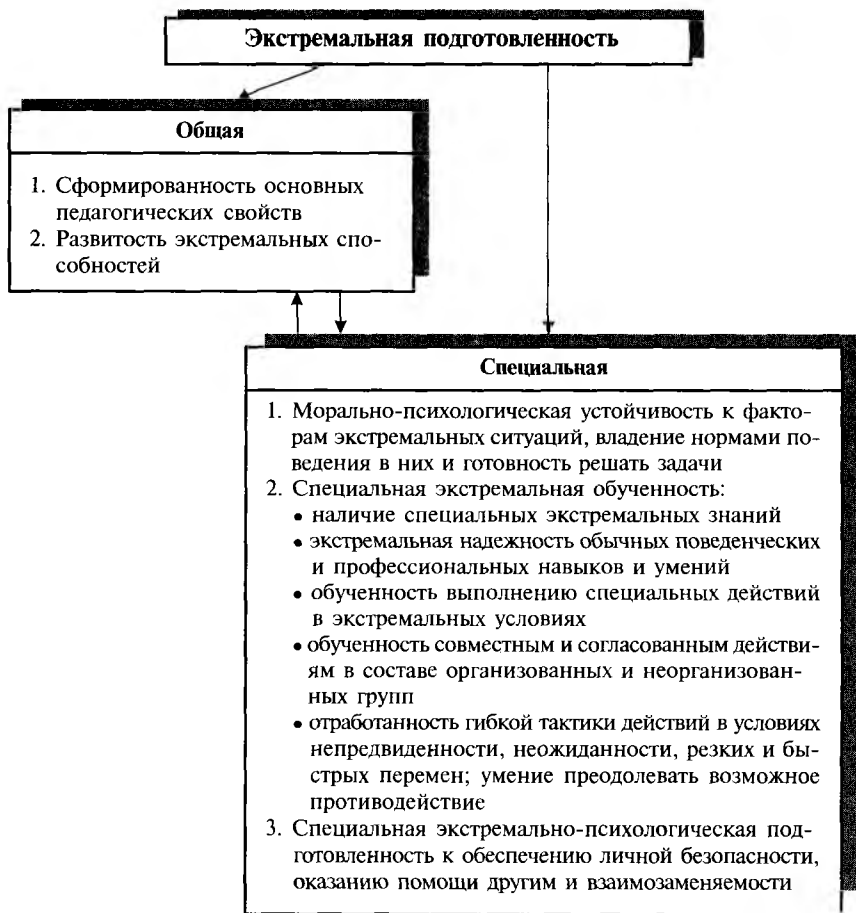 Экстремальная подготовленность
Общая
1. Сформированность основных
педагогических свойств
2. Развитость экстремальных спо-
собностей
Специальная
1. Морально-психологическая устойчивость к факто-
рам экстремальных ситуаций, владение нормами по-
ведения в них и готовность решать задачи
2. Специальная экстремальная обученность:
• наличие специальных экстремальных знаний
• экстремальная надежность обычных поведенческих
и профессиональных навыков и умений
• обученность выполнению специальных действий
в экстремальных условиях
• обученность совместным и согласованным действи-
ям в составе организованных и неорганизован-
ных групп
• отработанность гибкой тактики действий в условиях
непредвиденности, неожиданности, резких и бы-
стрых перемен; умение преодолевать возможное
противодействие
3. Специальная экстремально-психологическая под-
готовленность к обеспечению личной безопасности,
оказанию помощи другим и взаимозаменяемости